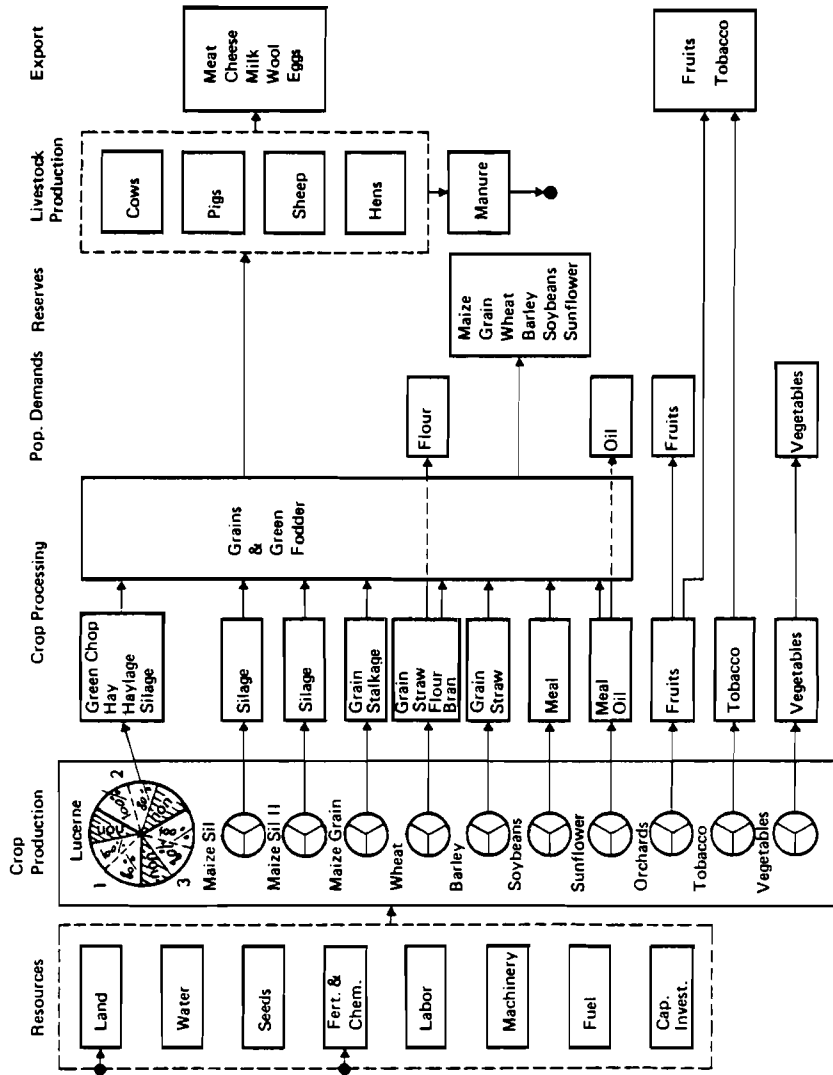 Resources
Land
Water
Seeds
Fert. &
Chem.
Labor
Machinery
Fuel
Cap.
Invest.
Crop
Production
Lucerne
1
2
3
Maize Sil
Maize Sil II
Maize Grain
Wheat
Barley
Soybeans
Sunflower
Orchards
Tobacco
Vegetables
Crop Processing
Green Chop
Hay
Haylage
Silage
Silage
Silage
Grain
Stalkage
Grain
Straw
Flour
Bran
Grain
Straw
Meal
Meal
Oil
Fruits
Tobacco
Vegetables
Grains
& Green
Fodder
Pop. Demands
Flour
Oil
Fruits
Vegetables
Reserves
Maize
Grain
Wheat
Barley
Soybeans
Sunflower
Livestock
Production
Cows
Pigs
Sheep
Hens
Manure
Export
Meat
Cheese
Milk
Wool
Eggs
Fruits
Tobacco